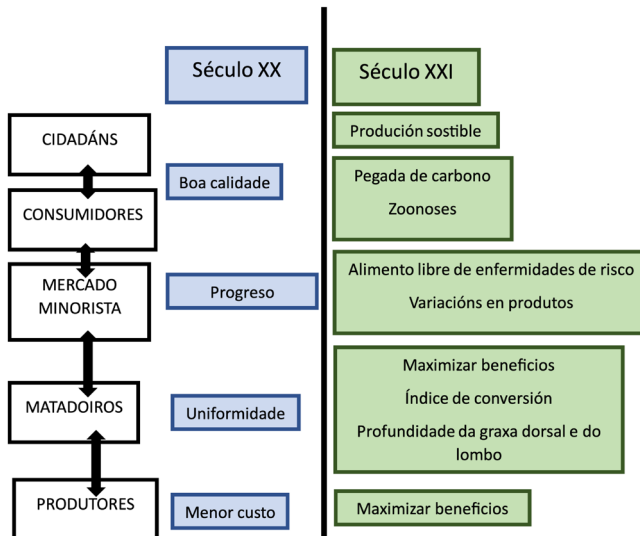 Século XX
Século XXI
CIDADÁNS
Produción sostible
Boa calidade
Pegada de carbono
Zoonoses
CONSUMIDORES
MERCADO
MINORISTA
Progreso
Alimento libre de enfermidades de risco
Variacións en produtos
MATADOIROS
Uniformidade
Maximizar beneficios
Índice de conversión
Profundidade da graxa dorsal e do
lombo
PRODUTORES
Menor custo
Maximizar beneficios